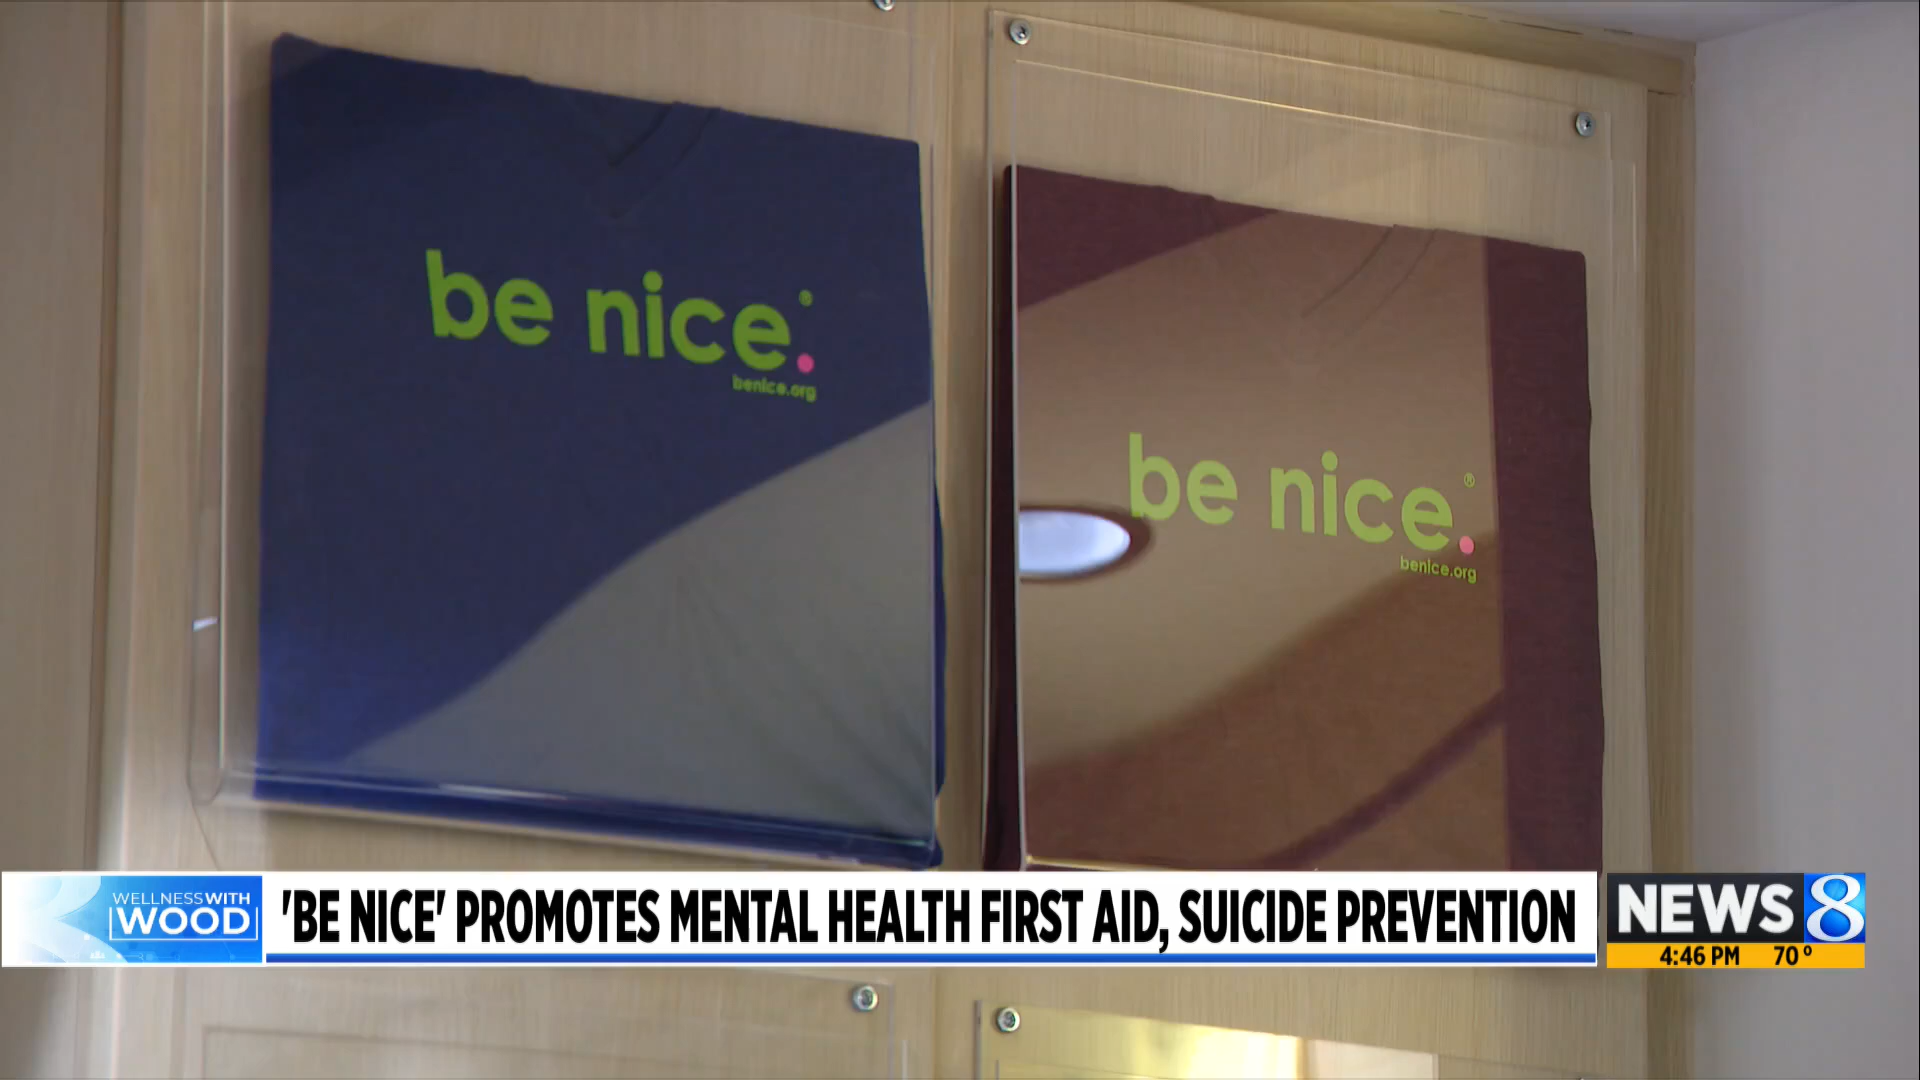 be nice.®
benice.org
be nice.®
benice.org
WELLNESS WITH
WOOD
'BE NICE' PROMOTES MENTAL HEALTH FIRST AID, SUICIDE PREVENTION
NEWS 8
4:46 PM 70°